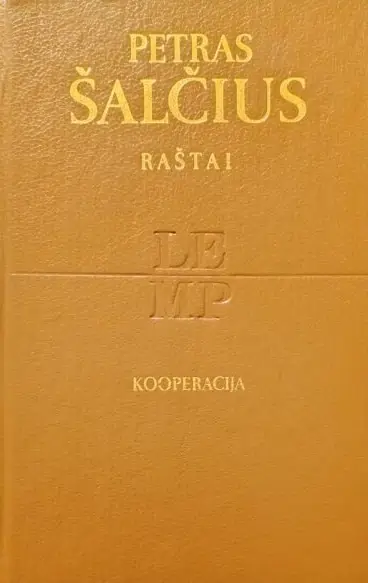 PETRAS
ŠALČIUS
RAŠTAI
LE
MP
KOOPERACIJA